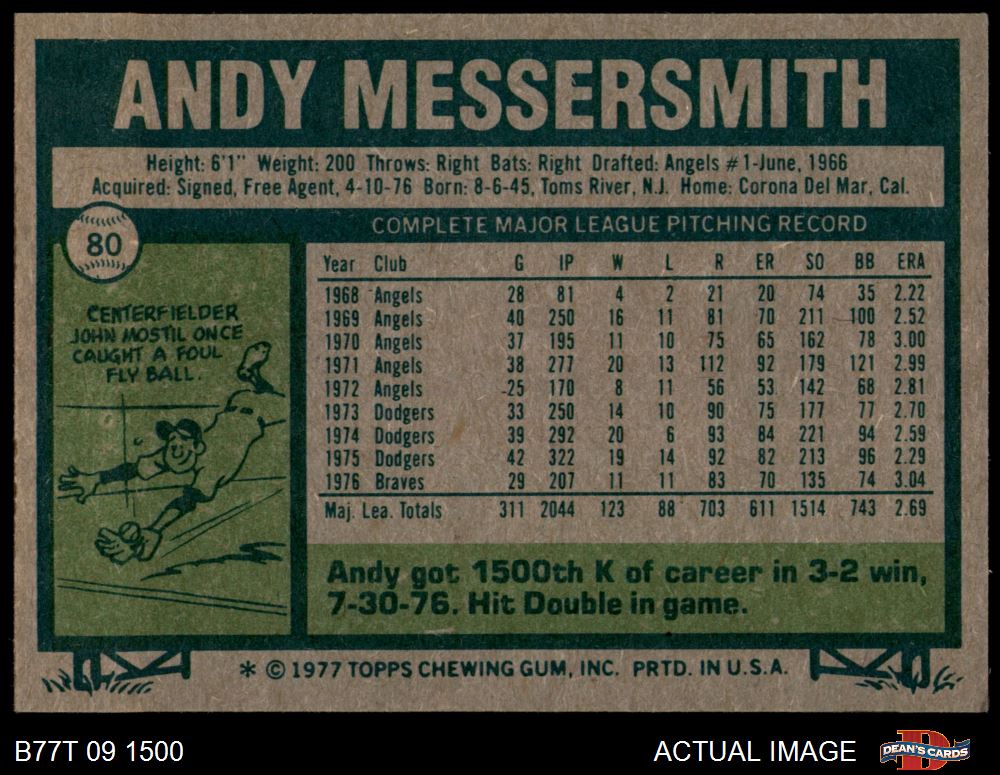 ANDY MESSERSMITH
Height: 6'1" Weight: 200 Throws: Right Bats: Right Drafted: Angels #1-June, 1966
Acquired: Signed, Free Agent, 4-10-76 Born: 8-6-45, Toms River, N.J. Home: Corona Del Mar, Cal.
80
CENTERFIELDER
JOHN MOSTIL ONCE
CAUGHT A FOUL
FLY BALL.
COMPLETE MAJOR LEAGUE PITCHING RECORD
Year Club G IP W L R ER SO BB ERA
1968 Angels 28 81 4 2 21 20 74 35 2.22
1969 Angels 40 250 16 11 81 70 211 100 2.52
1970 Angels 37 195 11 10 75 65 162 78 3.00
1971 Angels 38 277 20 13 112 92 179 121 2.99
1972 Angels 25 170 8 11 56 53 142 68 2.81
1973 Dodgers 33 250 14 10 90 75 177 77 2.70
1974 Dodgers 39 292 20 6 93 84 221 94 2.59
1975 Dodgers 42 322 19 14 92 82 213 96 2.29
1976 Braves 29 207 11 11 83 70 135 74 3.04
Maj. Lea. Totals 311 2044 123 88 703 611 1514 743 2.69
Andy got 1500th K of career in 3-2 win,
7-30-76. Hit Double in game.
* © 1977 TOPPS CHEWING GUM, INC. PRTD. IN U.S.A.
B77T 09 1500
ACTUAL IMAGE
D
DEAN'S CARDS